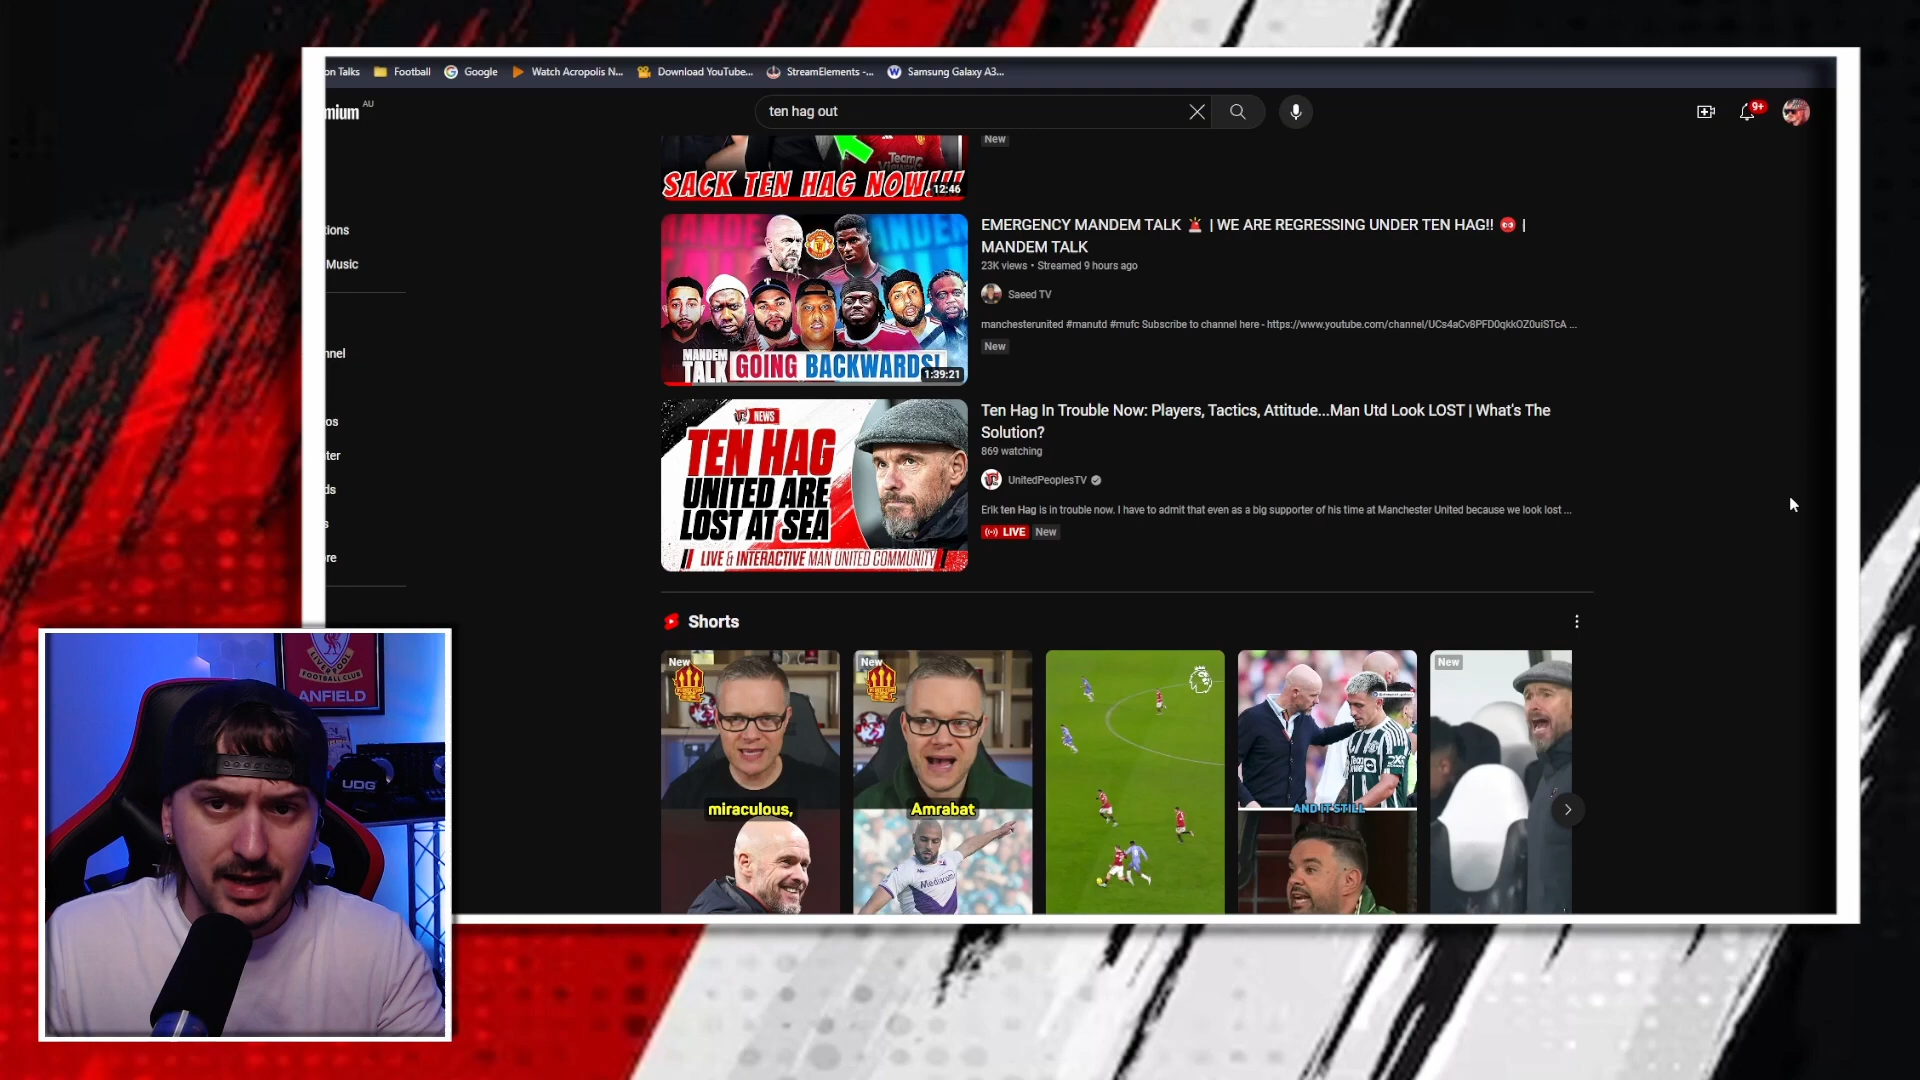 on Talks
Football
Google
Watch Acropolis N...
Download YouTube...
StreamElements -...
Samsung Galaxy A3...
mium
AU
ten hag out
9+
tions
Music
nnel
os
ter
ds
s
re
Team
Viewer
SACK TEN HAG NOW!!!
12:46
New
MANDEM
TALK GOING BACKWARDS!
1:39:21
EMERGENCY MANDEM TALK 🚨 | WE ARE REGRESSING UNDER TEN HAG!! 😡 |
MANDEM TALK
23K views • Streamed 9 hours ago
Saeed TV
manchesterunited #manutd #mufc Subscribe to channel here - https://www.youtube.com/channel/UCs4aCv8PFD0qkkOZ0uiSTcA ...
New
NEWS
TEN HAG
UNITED ARE
LOST AT SEA
LIVE & INTERACTIVE MAN UNITED COMMUNITY
Ten Hag In Trouble Now: Players, Tactics, Attitude...Man Utd Look LOST | What's The
Solution?
869 watching
UnitedPeoplesTV
Erik ten Hag is in trouble now. I have to admit that even as a big supporter of his time at Manchester United because we look lost ...
LIVE New
Shorts
New
miraculous,
New
Amrabat
Mediacom
AND IT STILL
New
LIVERPOOL
FOOTBALL CLUB
ANFIELD
UDG